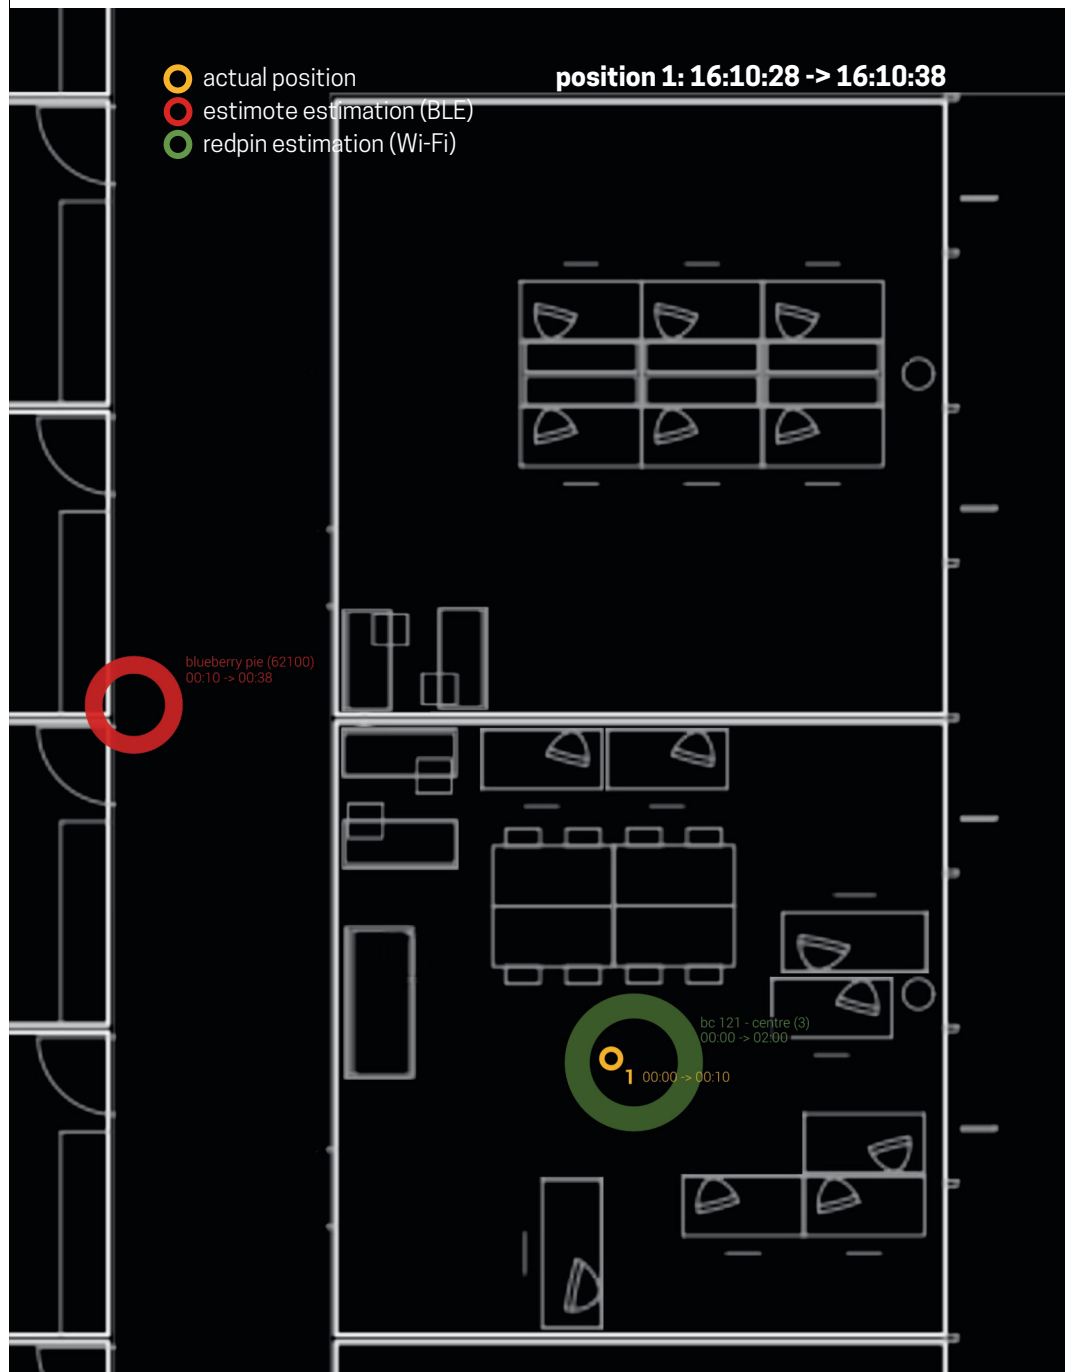 actual position
position 1: 16:10:28 -> 16:10:38
estimote estimation (BLE)
redpin estimation (Wi-Fi)
blueberry pie (62100)
00:10 -> 00:38
bc 121 - centre (3)
00:00 -> 02:00
1 00:00 -> 00:10